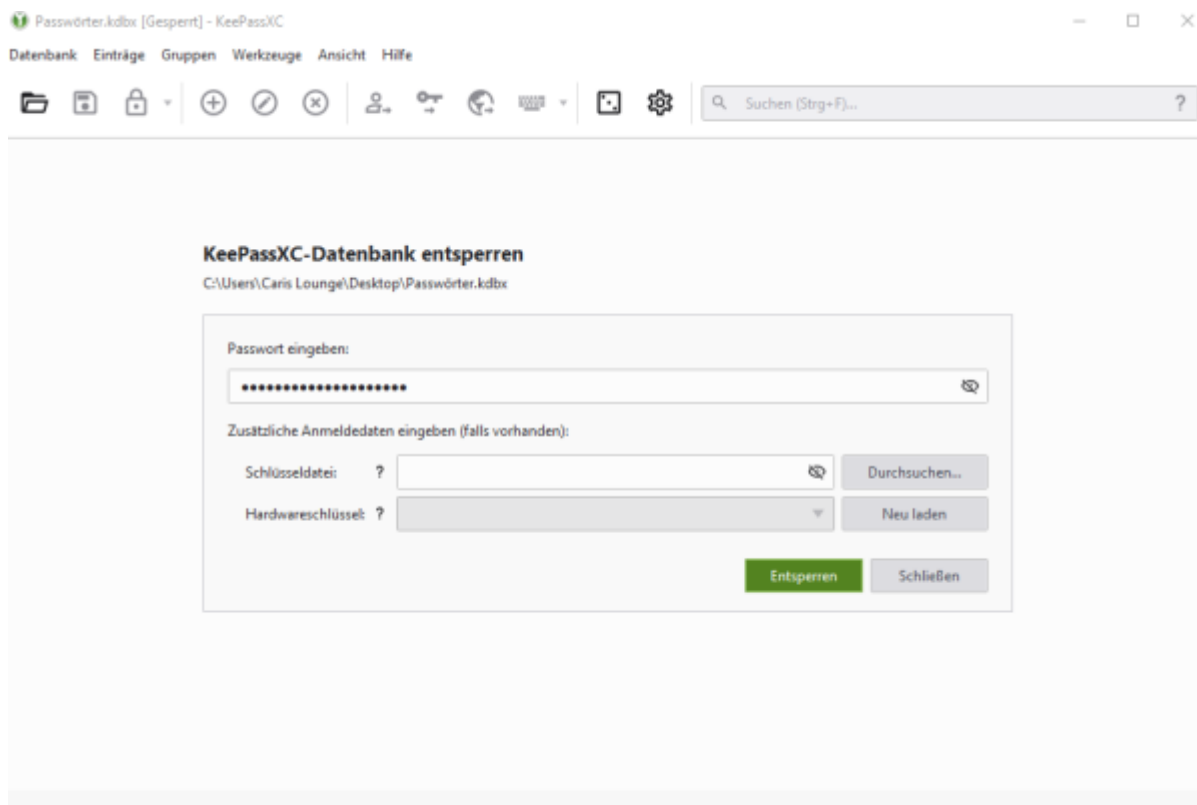 Passwörter.kdbx [Gesperrt] - KeePassXC
Datenbank Einträge Gruppen Werkzeuge Ansicht Hilfe
Suchen (Strg+F)... ?
KeePassXC-Datenbank entsperren
C:\Users\Caris Lounge\Desktop\Passwörter.kdbx
Passwort eingeben:
••••••••••••••••••••
Zusätzliche Anmeldedaten eingeben (falls vorhanden):
Schlüsseldatei: ? Durchsuchen...
Hardwareschlüssel: ? Neu laden
Entsperren Schließen